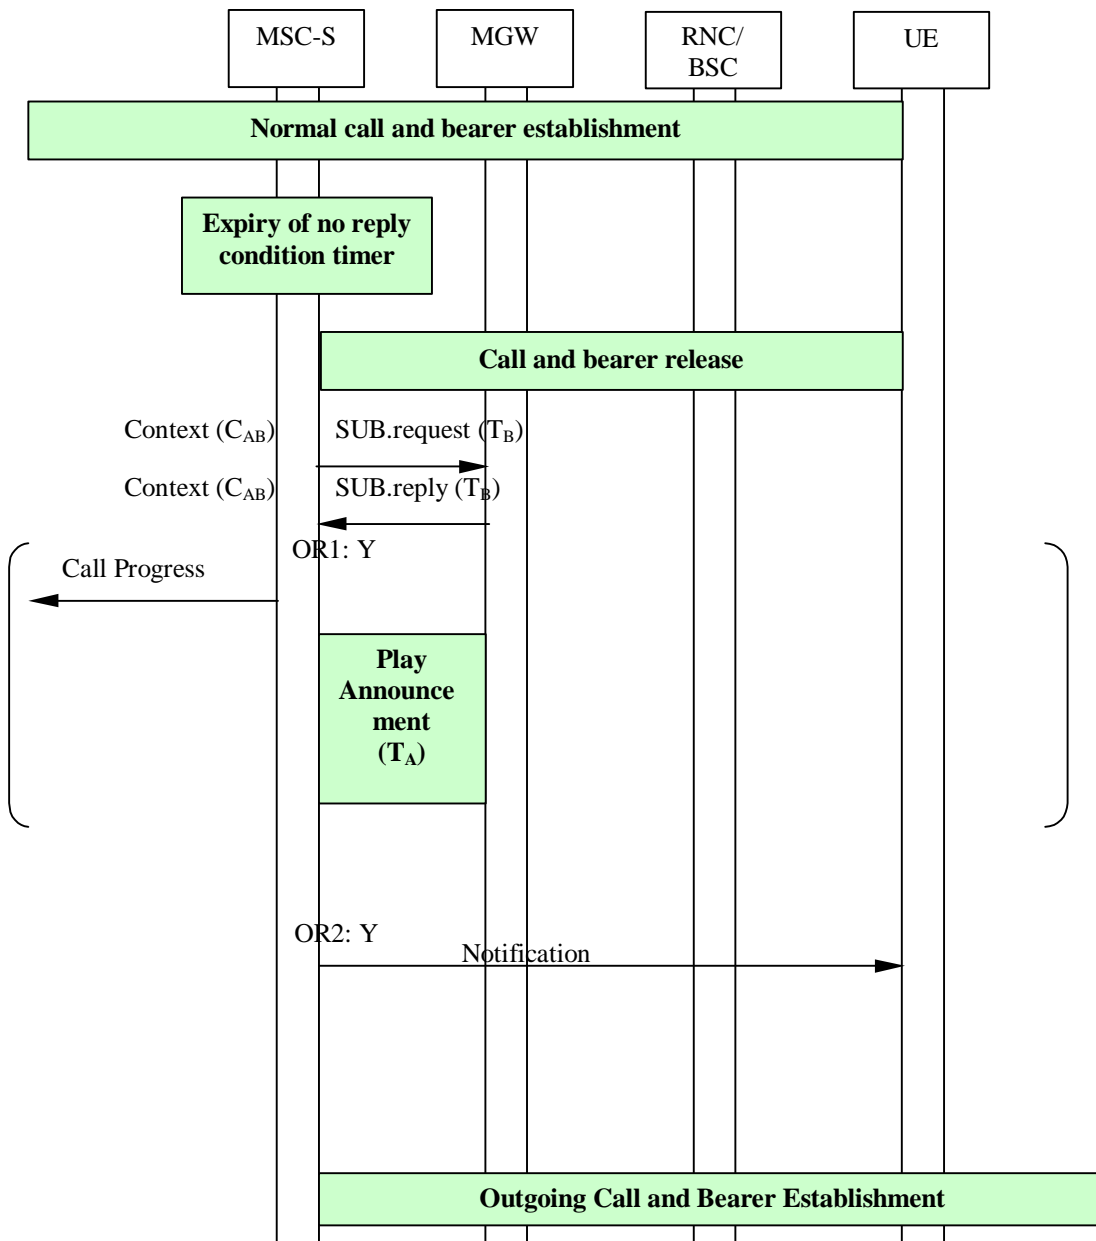 MSC-S
MGW
RNC/
BSC
UE
Normal call and bearer establishment
Expiry of no reply
condition timer
Call and bearer release
Context (CAB)
SUB.request (TB)
Context (CAB)
SUB.reply (TB)
OR1: Y
Call Progress
Play
Announce
ment
(TA)
OR2: Y
Notification
Outgoing Call and Bearer Establishment